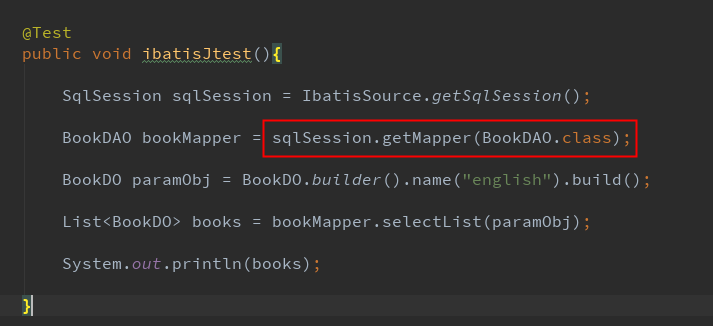 @Test
public void ibatisJtest(){
SqlSession sqlSession = IbatisSource.getSqlSession();
BookDAO bookMapper = sqlSession.getMapper(BookDAO.class);
BookDO paramObj = BookDO.builder().name("english").build();
List<BookDO> books = bookMapper.selectList(paramObj);
System.out.println(books);
}